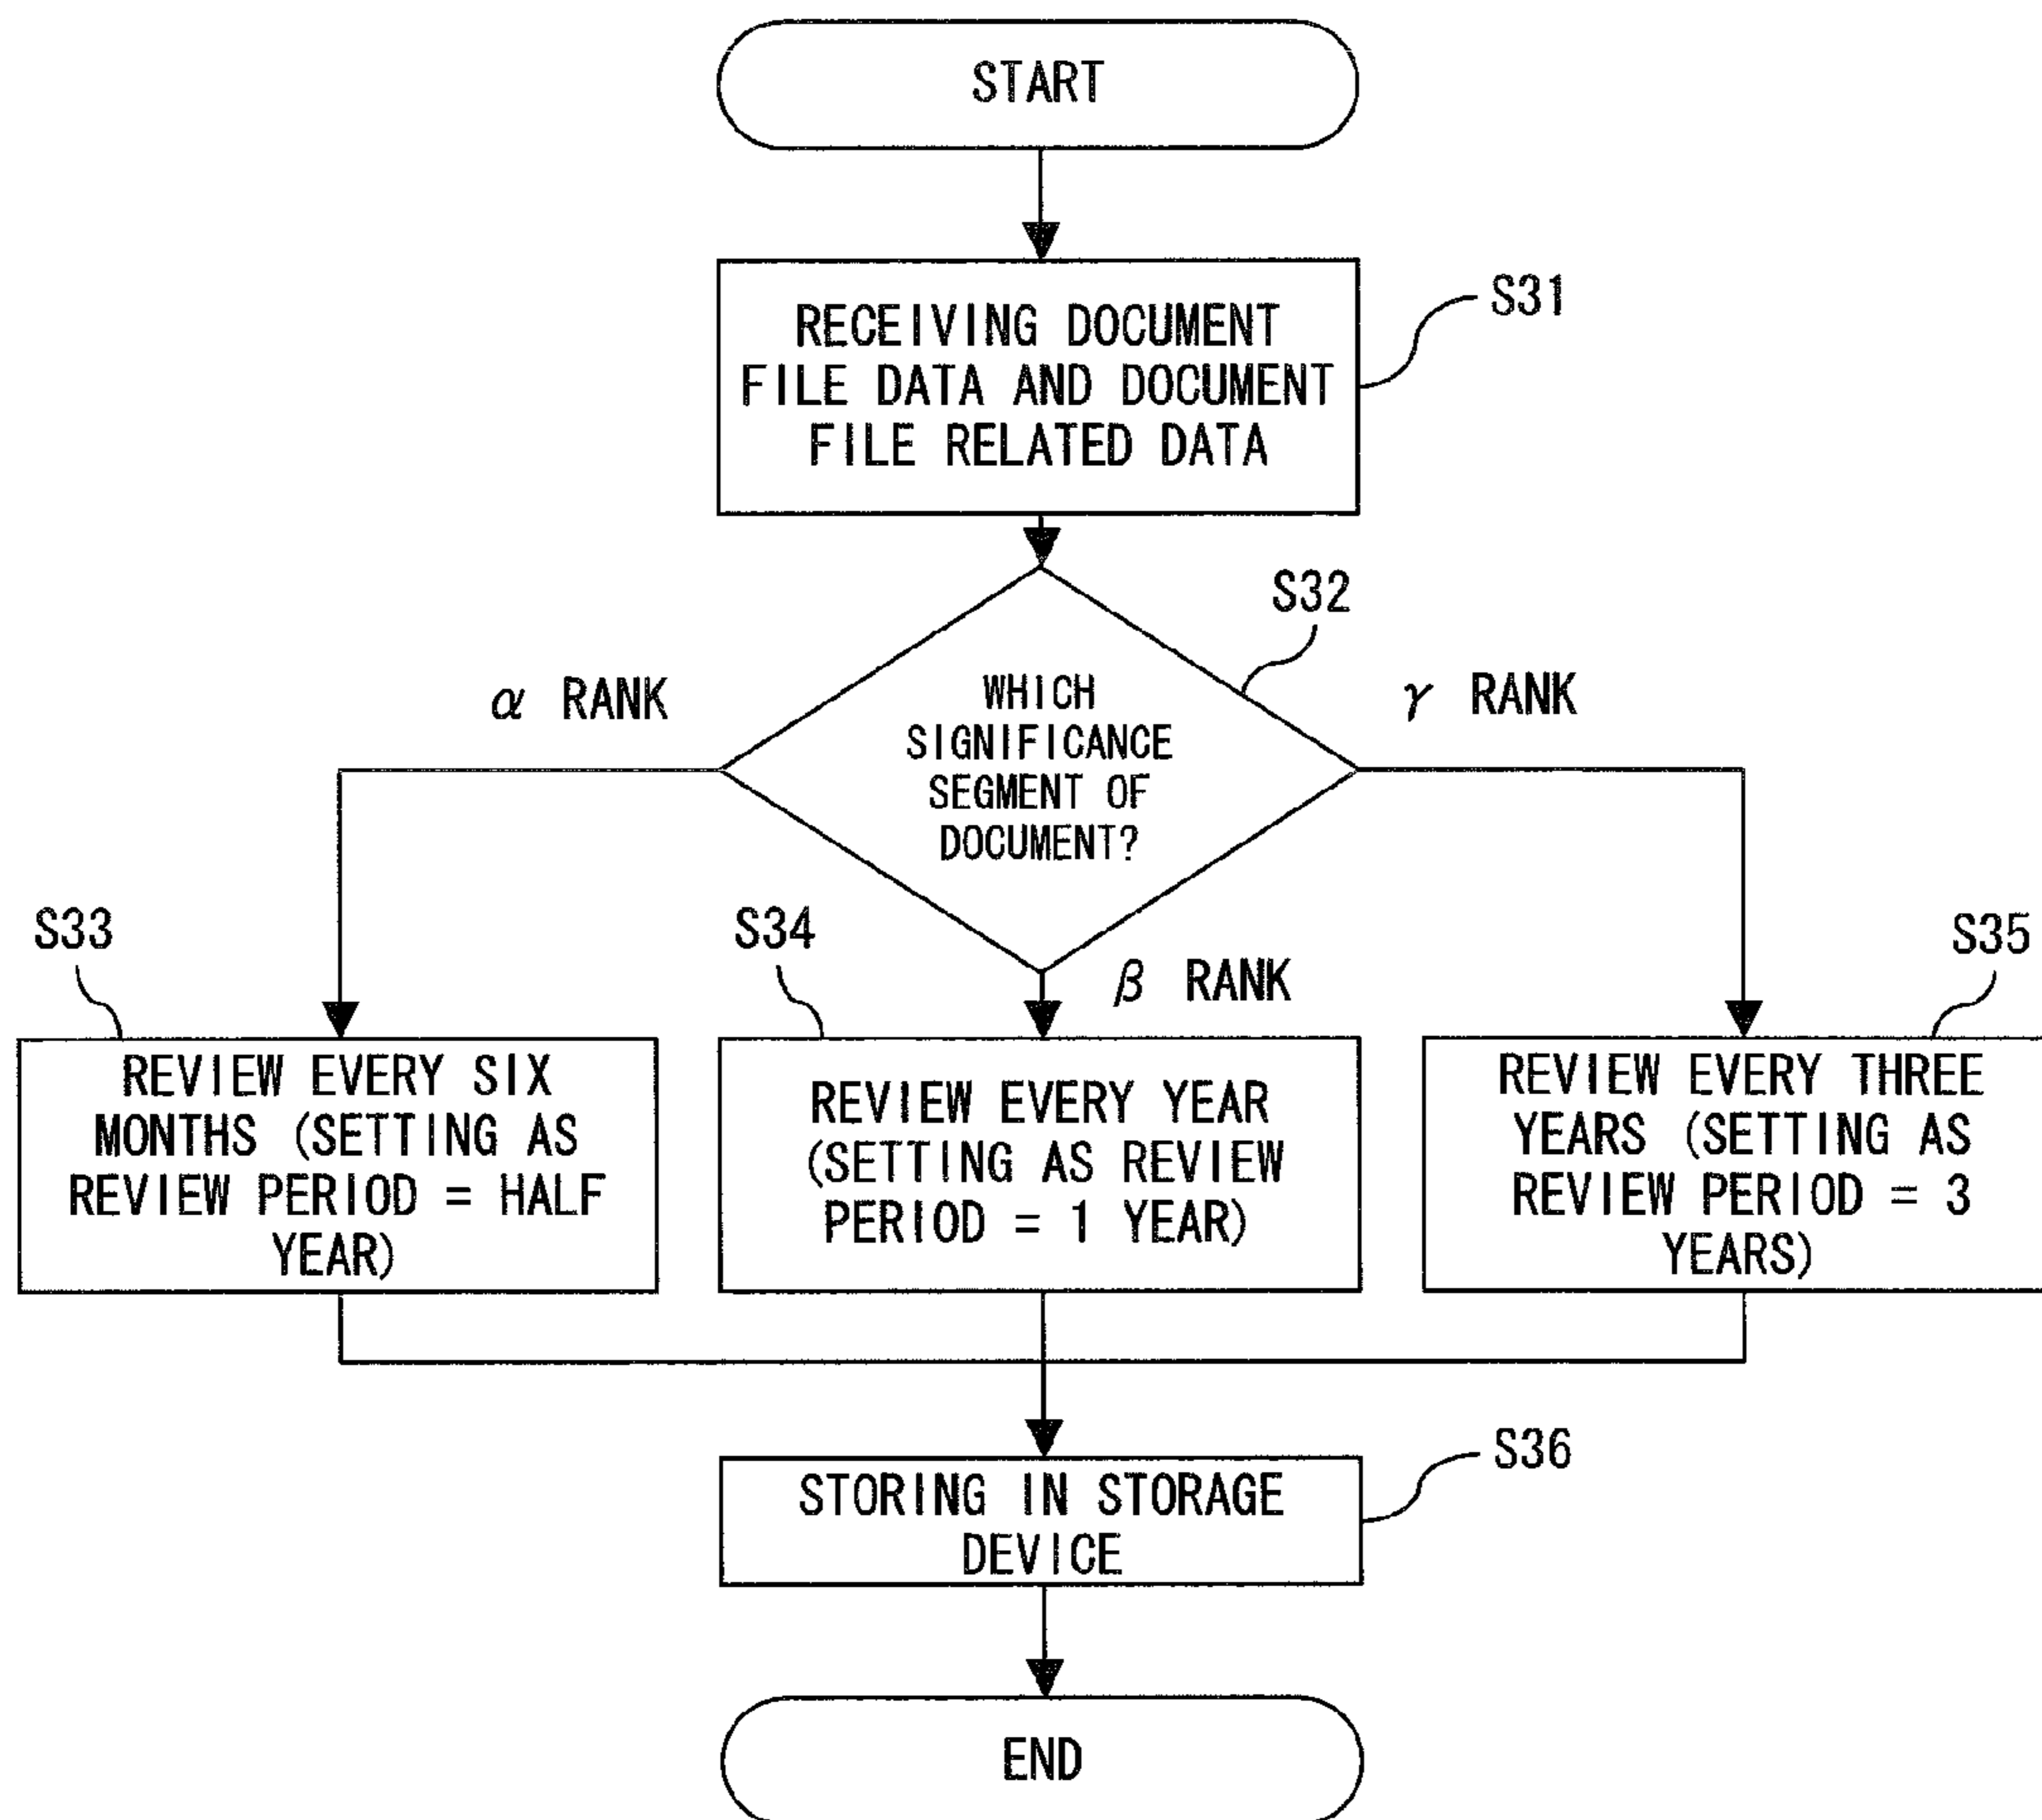 START
S31
RECEIVING DOCUMENT
FILE DATA AND DOCUMENT
FILE RELATED DATA
S32
WHICH
SIGNIFICANCE
SEGMENT OF
DOCUMENT?
α RANK
γ RANK
β RANK
S33
REVIEW EVERY SIX
MONTHS (SETTING AS
REVIEW PERIOD = HALF
YEAR)
S34
REVIEW EVERY YEAR
(SETTING AS REVIEW
PERIOD = 1 YEAR)
S35
REVIEW EVERY THREE
YEARS (SETTING AS
REVIEW PERIOD = 3
YEARS)
S36
STORING IN STORAGE
DEVICE
END